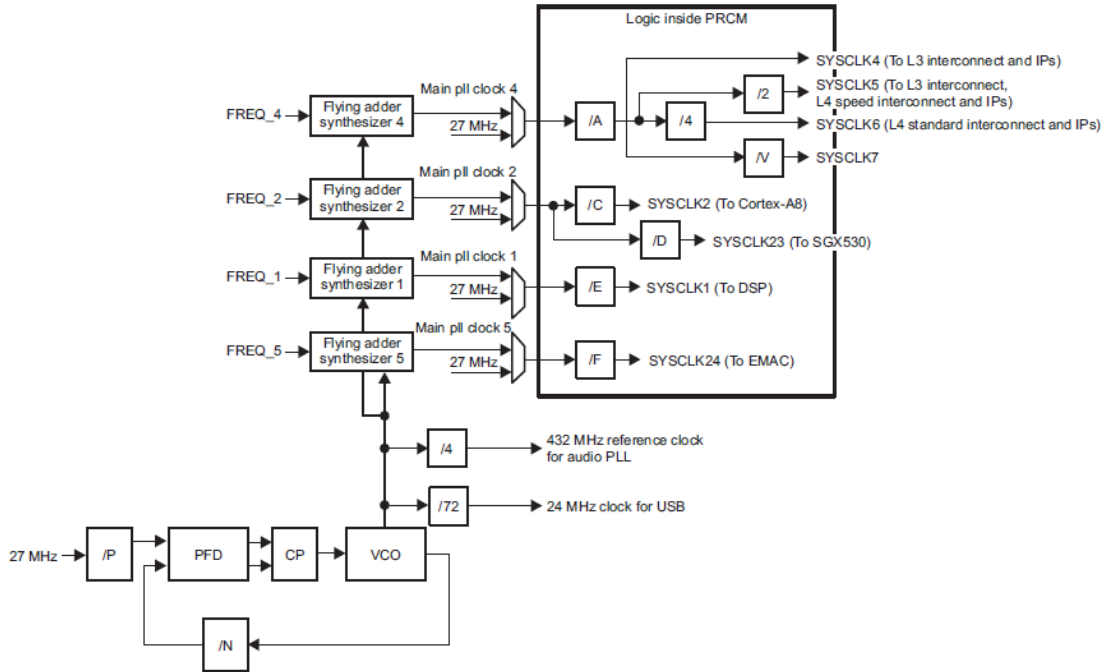 Logic inside PRCM
SYSCLK4 (To L3 interconnect and IPs)
Main pll clock 4
FREQ_4
Flying adder
synthesizer 4
27 MHz
/A
/2
SYSCLK5 (To L3 interconnect,
L4 speed interconnect and IPs)
/4
SYSCLK6 (L4 standard interconnect and IPs)
/V
SYSCLK7
Main pll clock 2
FREQ_2
Flying adder
synthesizer 2
27 MHz
/C
SYSCLK2 (To Cortex-A8)
/D
SYSCLK23 (To SGX530)
Main pll clock 1
FREQ_1
Flying adder
synthesizer 1
27 MHz
/E
SYSCLK1 (To DSP)
Main pll clock 5
FREQ_5
Flying adder
synthesizer 5
27 MHz
/F
SYSCLK24 (To EMAC)
/4
432 MHz reference clock
for audio PLL
/72
24 MHz clock for USB
27 MHz
/P
PFD
CP
VCO
/N